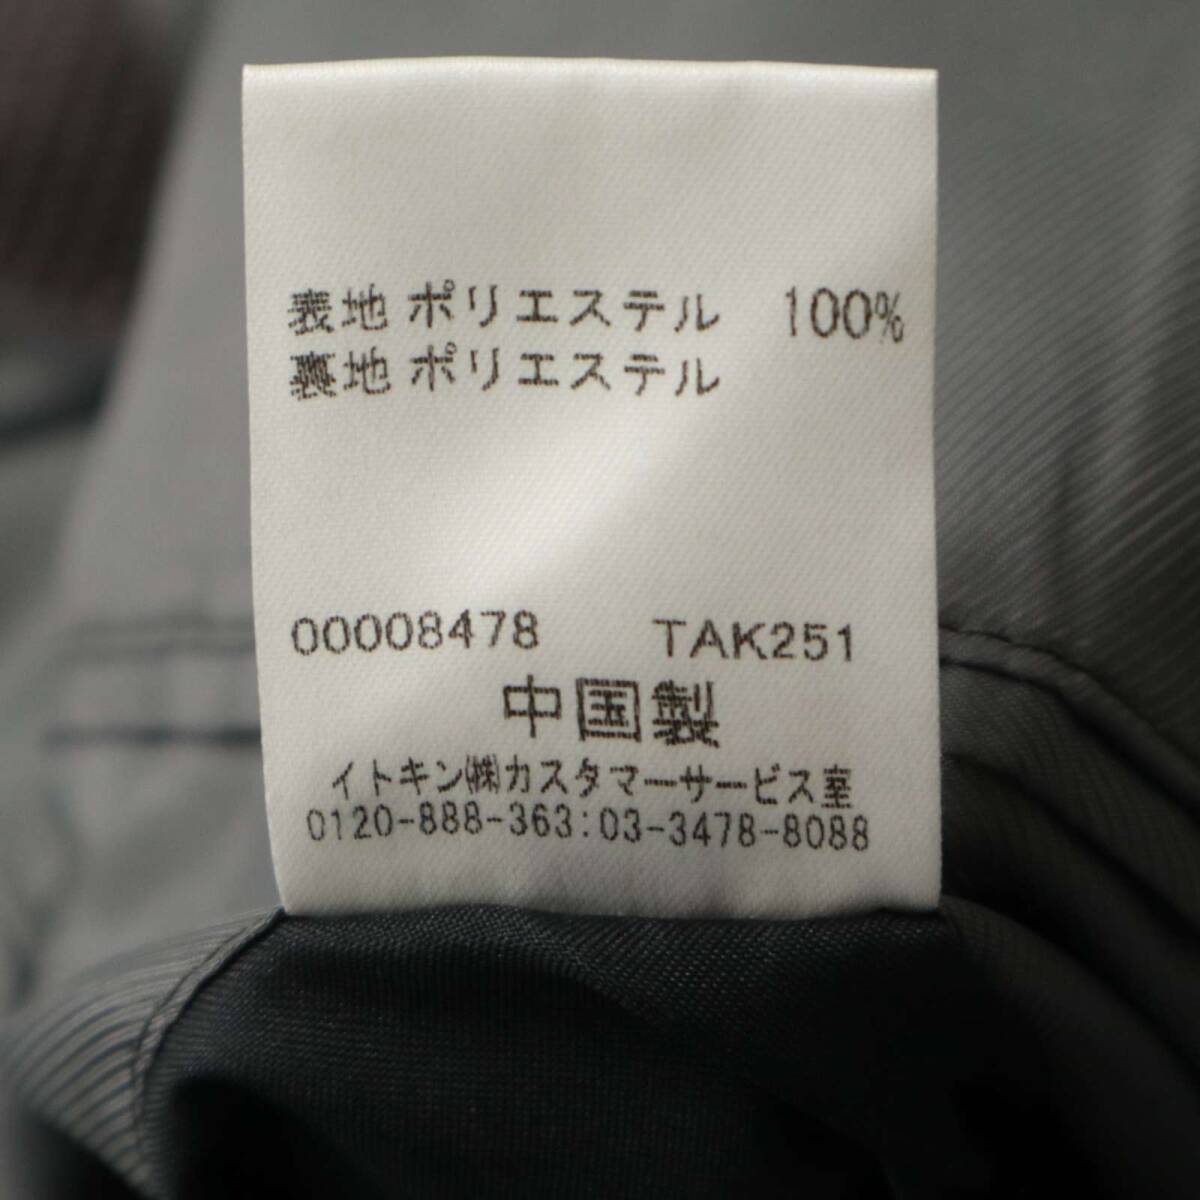 表地 ポリエステル 100%
裏地 ポリエステル
00008478 TAK251
中国製
イトキン㈱カスタマーサービス室
0120-888-363:03-3478-8088